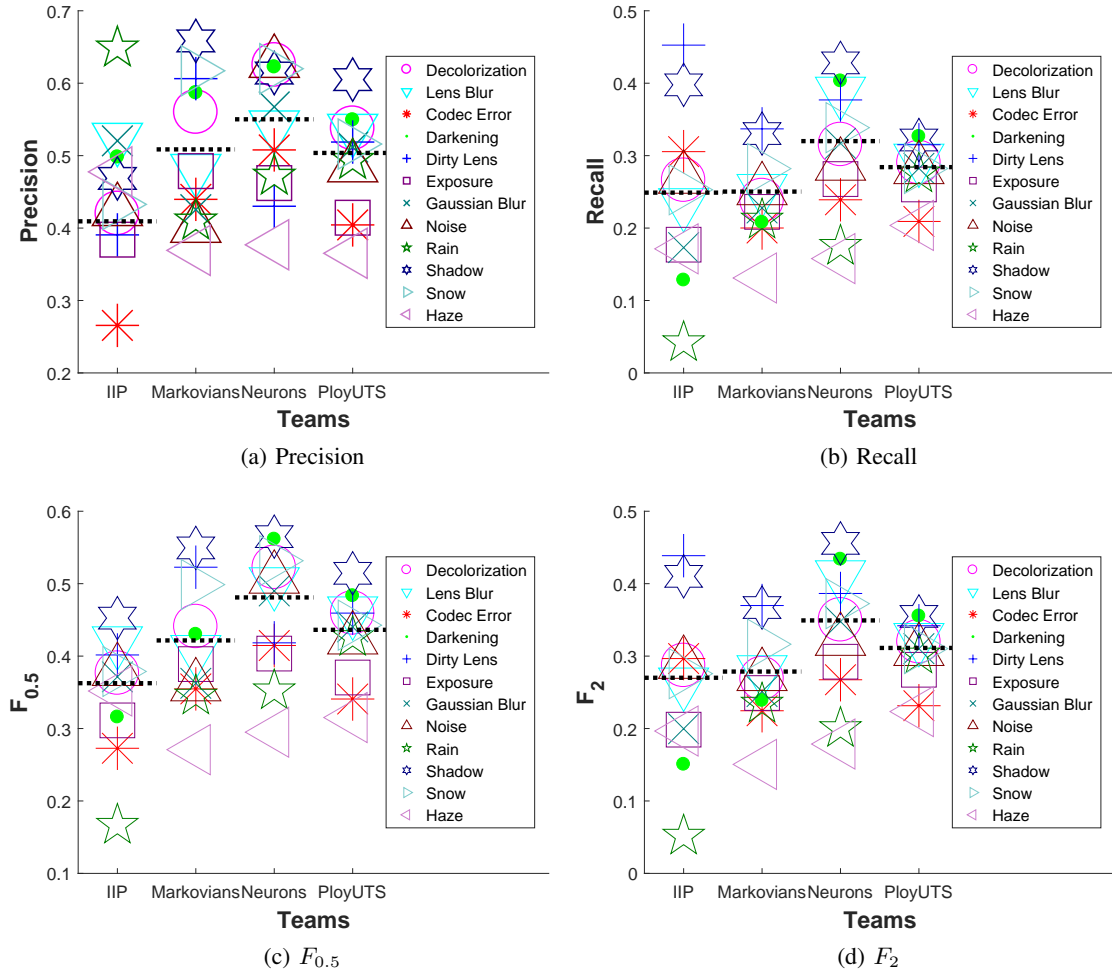 0.7
0.6
0.5
0.4
0.3
0.2
Precision
IIP Markovians Neurons PloyUTS
Teams
Decolorization
Lens Blur
Codec Error
Darkening
Dirty Lens
Exposure
Gaussian Blur
Noise
Rain
Shadow
Snow
Haze
(a) Precision
0.5
0.4
0.3
0.2
0.1
0
Recall
IIP Markovians Neurons PloyUTS
Teams
Decolorization
Lens Blur
Codec Error
Darkening
Dirty Lens
Exposure
Gaussian Blur
Noise
Rain
Shadow
Snow
Haze
(b) Recall
0.6
0.5
0.4
0.3
0.2
0.1
F0.5
IIP Markovians Neurons PloyUTS
Teams
Decolorization
Lens Blur
Codec Error
Darkening
Dirty Lens
Exposure
Gaussian Blur
Noise
Rain
Shadow
Snow
Haze
(c) F0.5
0.5
0.4
0.3
0.2
0.1
0
F2
IIP Markovians Neurons PloyUTS
Teams
Decolorization
Lens Blur
Codec Error
Darkening
Dirty Lens
Exposure
Gaussian Blur
Noise
Rain
Shadow
Snow
Haze
(d) F2